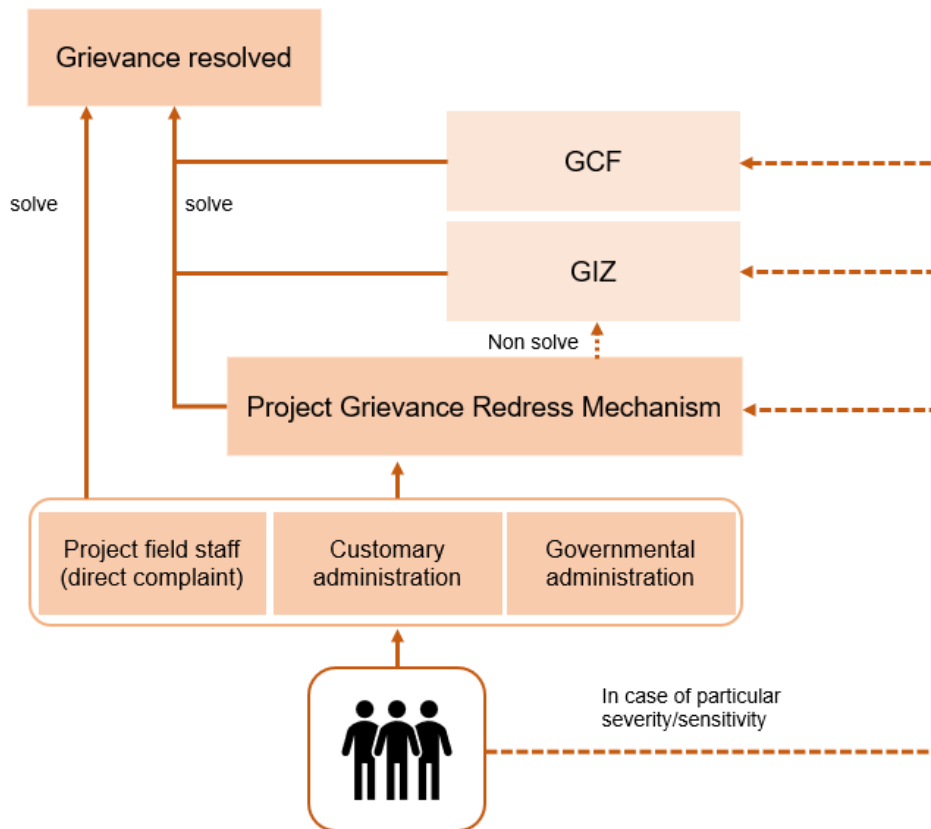 Grievance resolved
GCF
solve
solve
GIZ
Non solve
Project Grievance Redress Mechanism
Project field staff
(direct complaint)
Customary
administration
Governmental
administration
In case of particular
severity/sensitivity